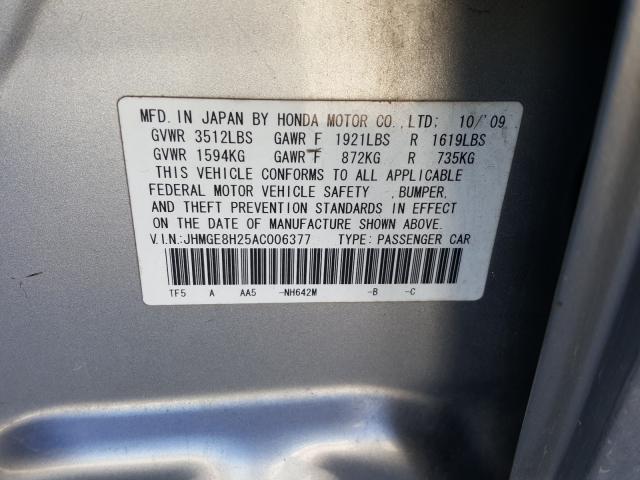 MFD. IN JAPAN BY HONDA MOTOR CO.,LTD: 10/'09
GVWR 3512LBS GAWR F 1921LBS R 1619LBS
GVWR 1594KG GAWR F 872KG R 735KG
THIS VEHICLE CONFORMS TO ALL APPLICABLE
FEDERAL MOTOR VEHICLE SAFETY ,BUMPER,
AND THEFT PREVENTION STANDARDS IN EFFECT
ON THE DATE OF MANUFACTURE SHOWN ABOVE.
V.I.N.:JHMGE8H25AC006377 TYPE: PASSENGER CAR
TF5 A AA5 -NH642M -B -C